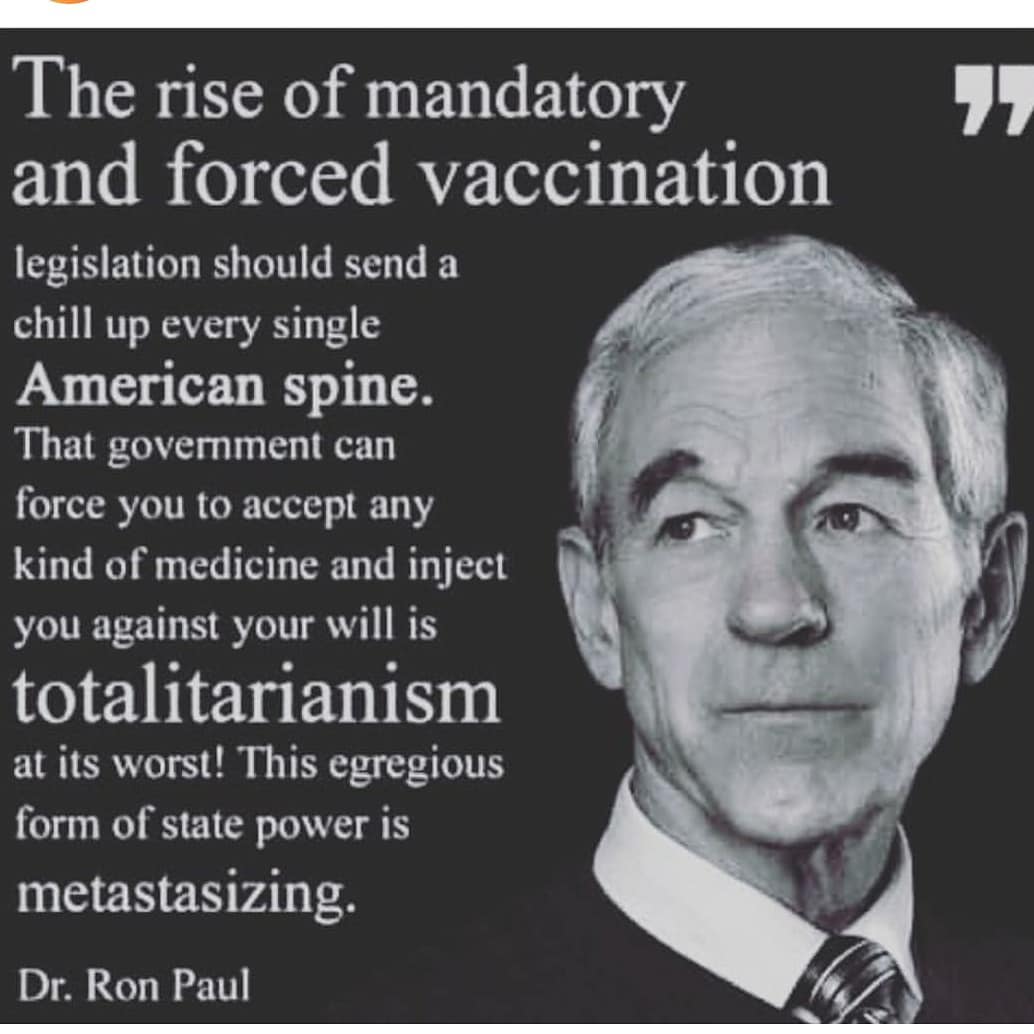 The rise of mandatory
and forced vaccination
legislation should send a
chill up every single
American spine.
That government can
force you to accept any
kind of medicine and inject
you against your will is
totalitarianism
at its worst! This egregious
form of state power is
metastasizing.
Dr. Ron Paul